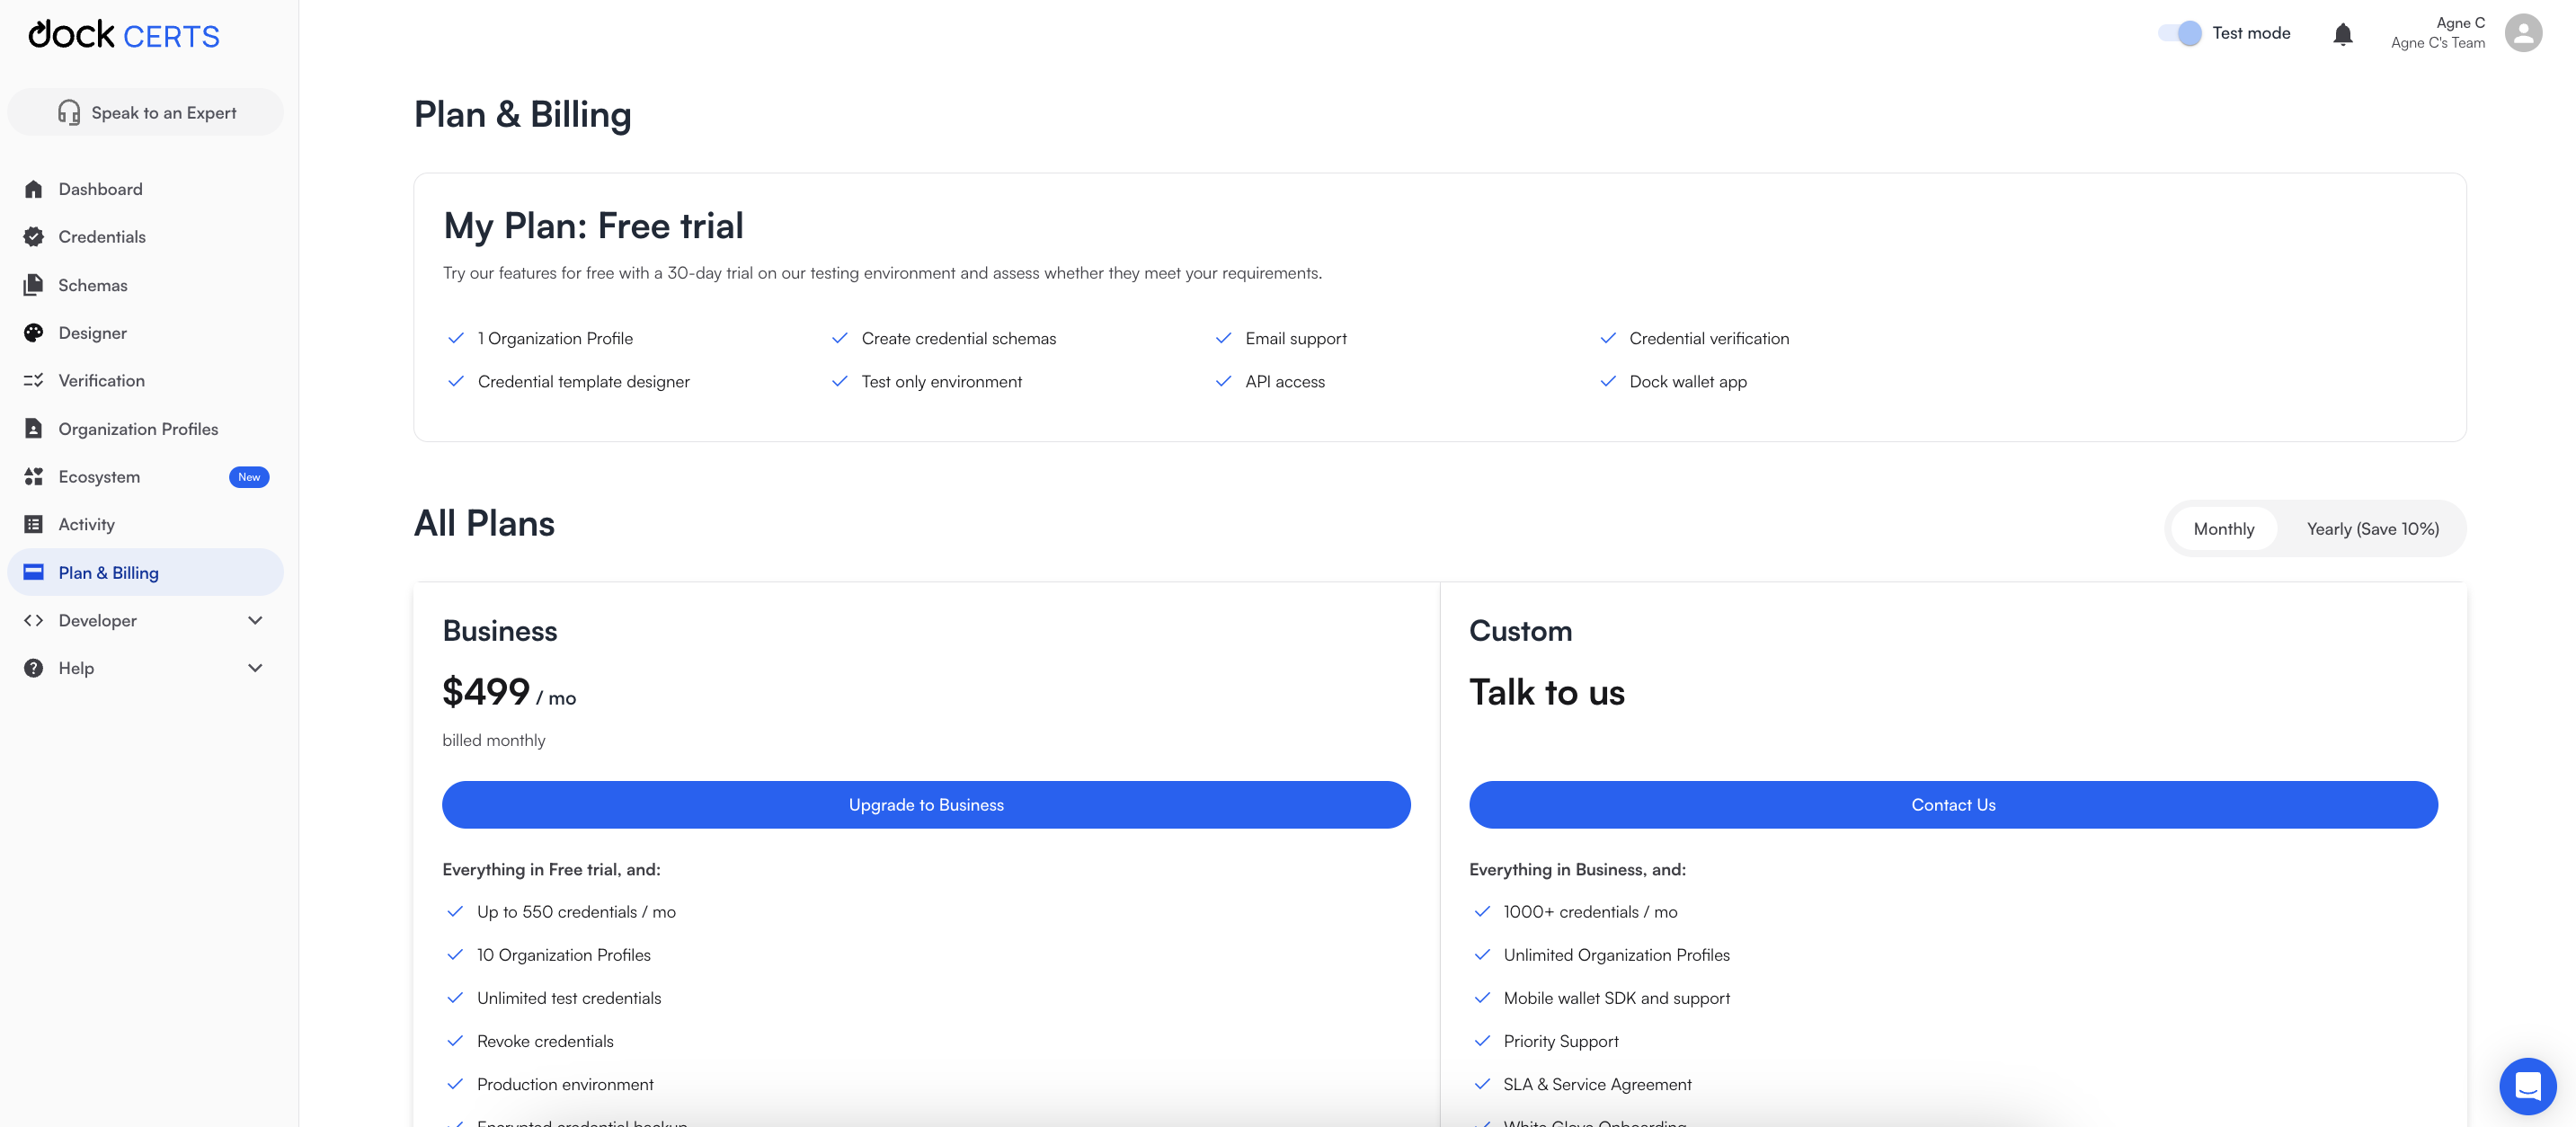 dock CERTS
Test mode
Agne C
Agne C's Team
Speak to an Expert
Dashboard
Credentials
Schemas
Designer
Verification
Organization Profiles
Ecosystem New
Activity
Plan & Billing
Developer
Help
Plan & Billing
My Plan: Free trial
Try our features for free with a 30-day trial on our testing environment and assess whether they meet your requirements.
1 Organization Profile
Create credential schemas
Email support
Credential verification
Credential template designer
Test only environment
API access
Dock wallet app
All Plans
Monthly
Yearly (Save 10%)
Business
$499 / mo
billed monthly
Upgrade to Business
Everything in Free trial, and:
Up to 550 credentials / mo
10 Organization Profiles
Unlimited test credentials
Revoke credentials
Production environment
Encrypted credential backup
Custom
Talk to us
Contact Us
Everything in Business, and:
1000+ credentials / mo
Unlimited Organization Profiles
Mobile wallet SDK and support
Priority Support
SLA & Service Agreement
White Glove Onboarding